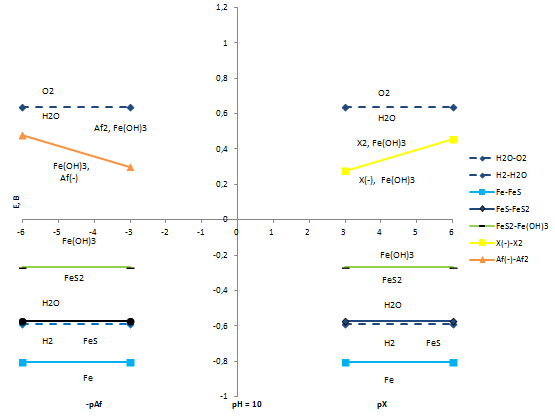 1,2
1
0,8
O2
O2
0,6
H2O
H2O
Af2, Fe(OH)3
X2, Fe(OH)3
0,4
Fe(OH)3,
Af(-)
X(-), Fe(OH)3
0,2
E, B
0
-6 -5 -4 -3 -2 -1 0 1 2 3 4 5 6
Fe(OH)3
Fe(OH)3
-0,2
FeS2
FeS2
-0,4
H2O
H2O
-0,6
H2 FeS
H2 FeS
-0,8
Fe
Fe
-1
-pAf
pH = 10
pX
H2O-O2
H2-H2O
Fe-FeS
FeS-FeS2
FeS2-Fe(OH)3
X(-)-X2
Af(-)-Af2